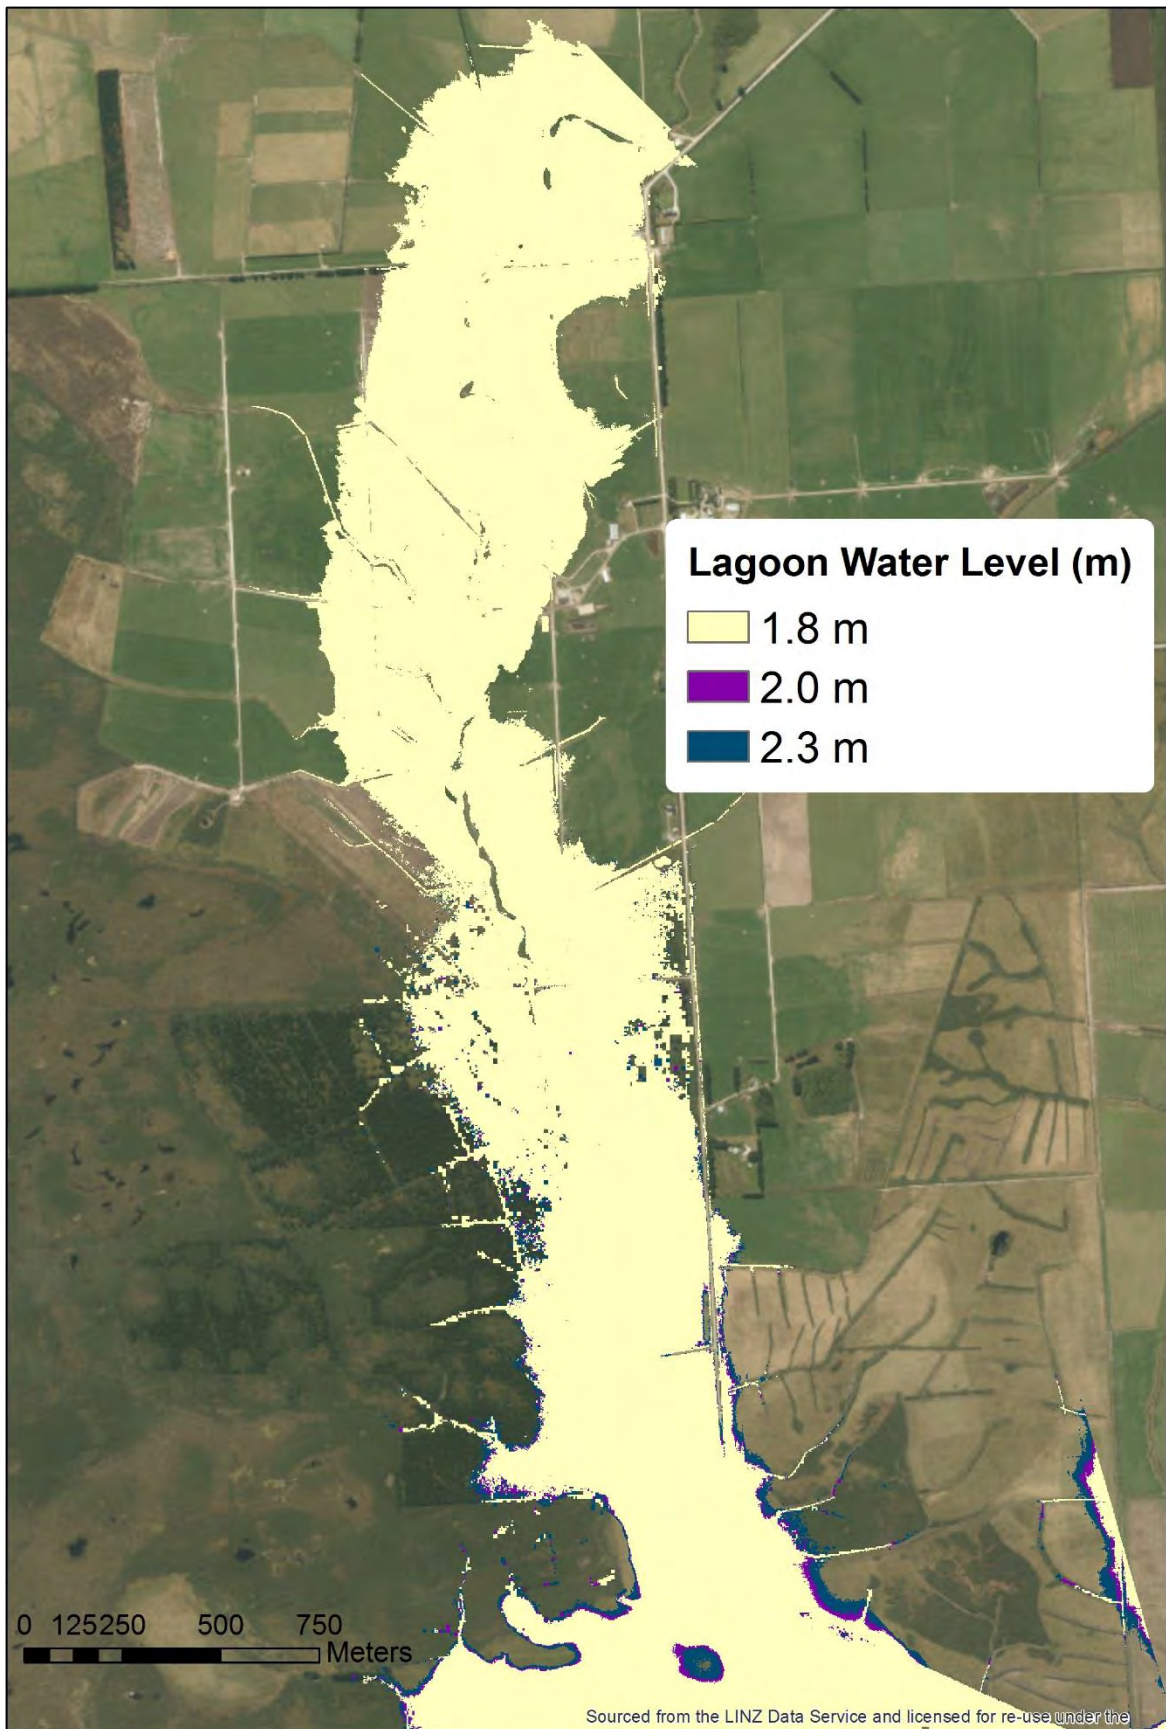 Lagoon Water Level (m)
1.8 m
2.0 m
2.3 m
0 125250 500 750
Meters
Sourced from the LINZ Data Service and licensed for re-use under the